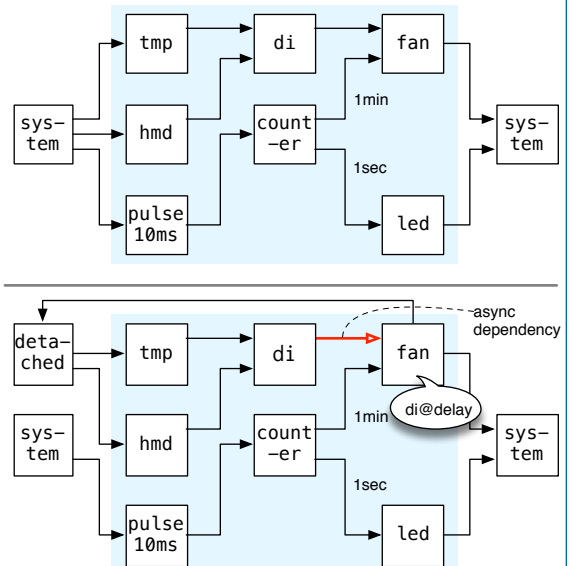 tmp
di
fan
sys-
tem
hmd
count
-er
1min
sys-
tem
1sec
pulse
10ms
led
deta-
ched
tmp
di
fan
async
dependency
di@delay
sys-
tem
hmd
count
-er
1min
sys-
tem
1sec
pulse
10ms
led